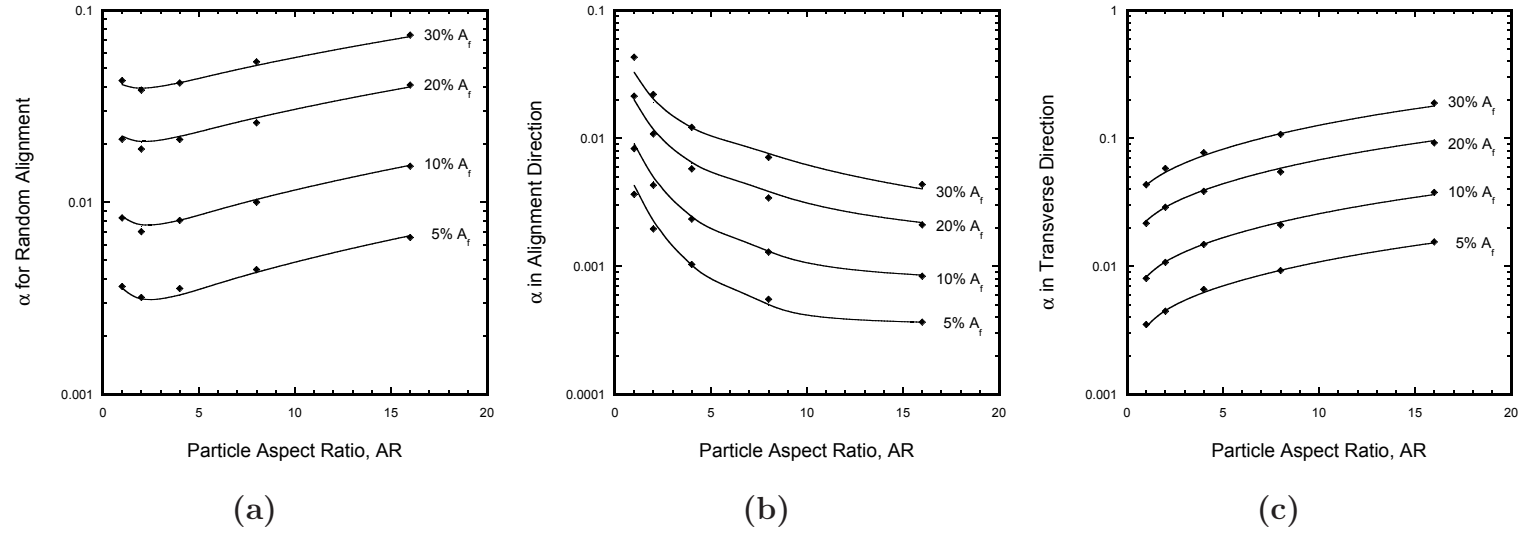 0.1
0.01
0.001
α for Random Alignment
30% A_f
20% A_f
10% A_f
5% A_f
0 5 10 15 20
Particle Aspect Ratio, AR
(a)
0.1
0.01
0.001
0.0001
α in Alignment Direction
30% A_f
20% A_f
10% A_f
5% A_f
0 5 10 15 20
Particle Aspect Ratio, AR
(b)
1
0.1
0.01
0.001
α in Transverse Direction
30% A_f
20% A_f
10% A_f
5% A_f
0 5 10 15 20
Particle Aspect Ratio, AR
(c)